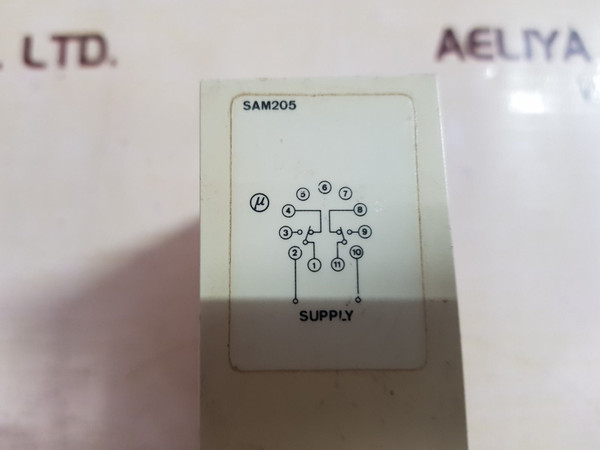 . LTD.
AELIYA
SAM205
6
5 7
µ 4 8
3 9
2 10
1 11
SUPPLY